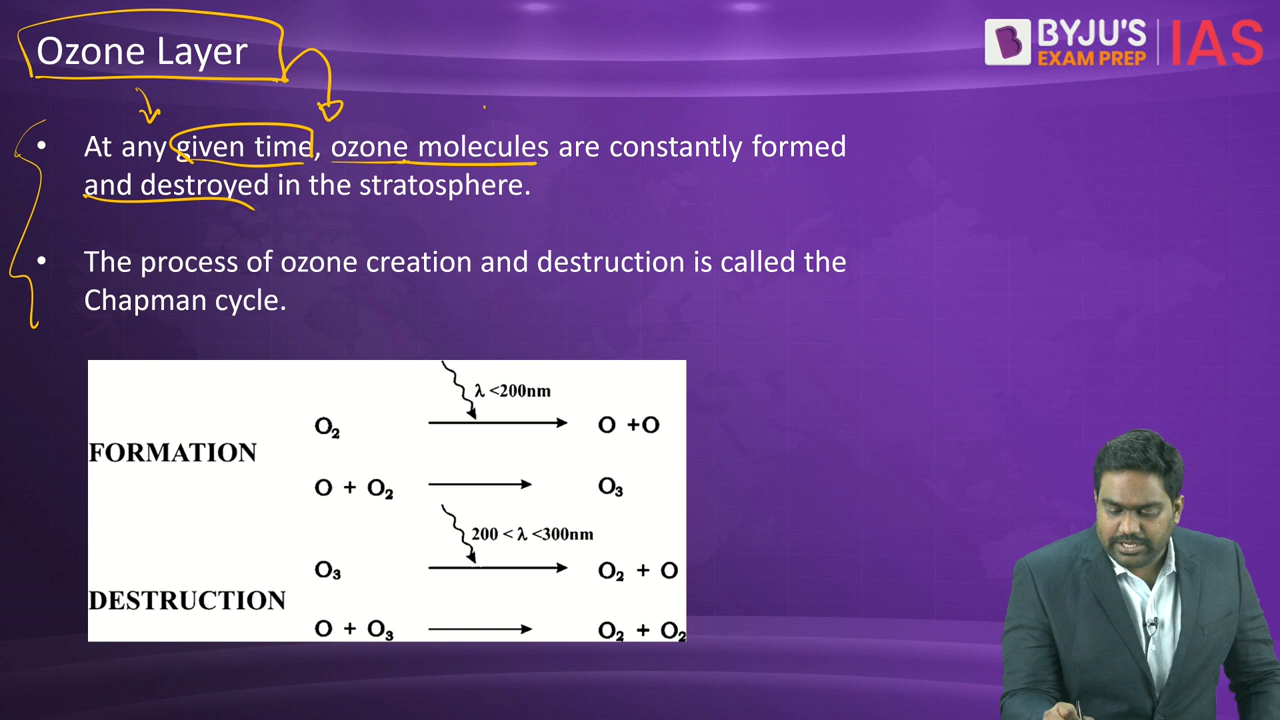 Ozone Layer
BYJU'S
EXAM PREP
IAS
• At any given time, ozone molecules are constantly formed
and destroyed in the stratosphere.
• The process of ozone creation and destruction is called the
Chapman cycle.
λ <200nm
O₂ → O +O
FORMATION
O + O₂ → O₃
200 < λ <300nm
O₃ → O₂ + O
DESTRUCTION
O + O₃ → O₂ + O₂